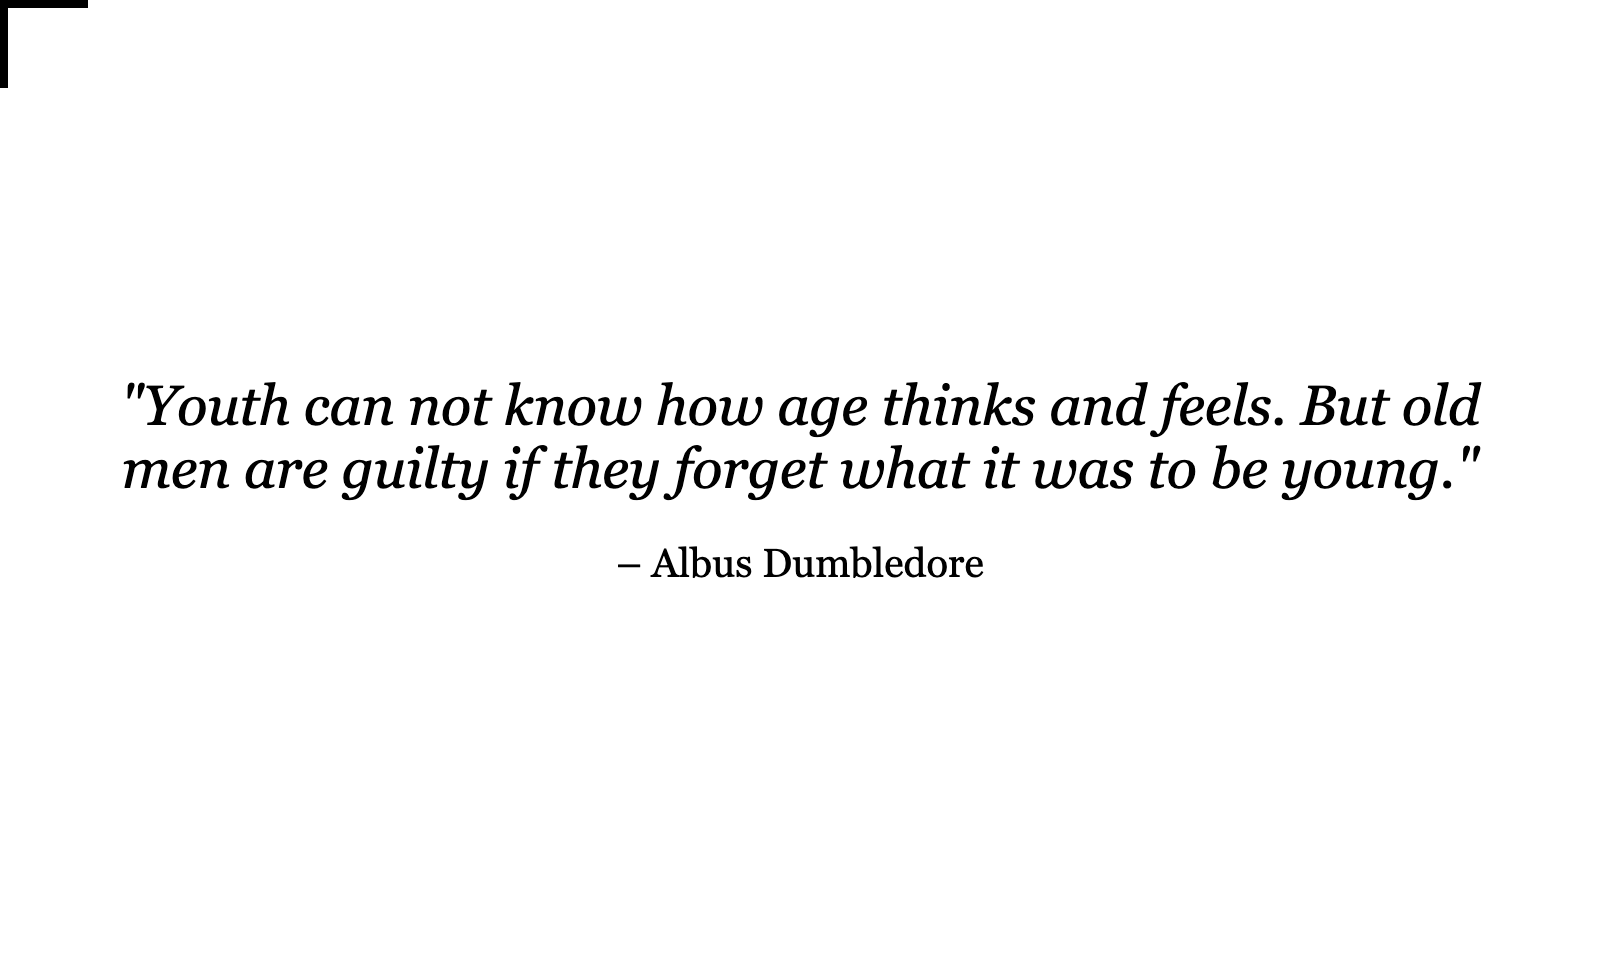 "Youth can not know how age thinks and feels. But old
men are guilty if they forget what it was to be young."
– Albus Dumbledore